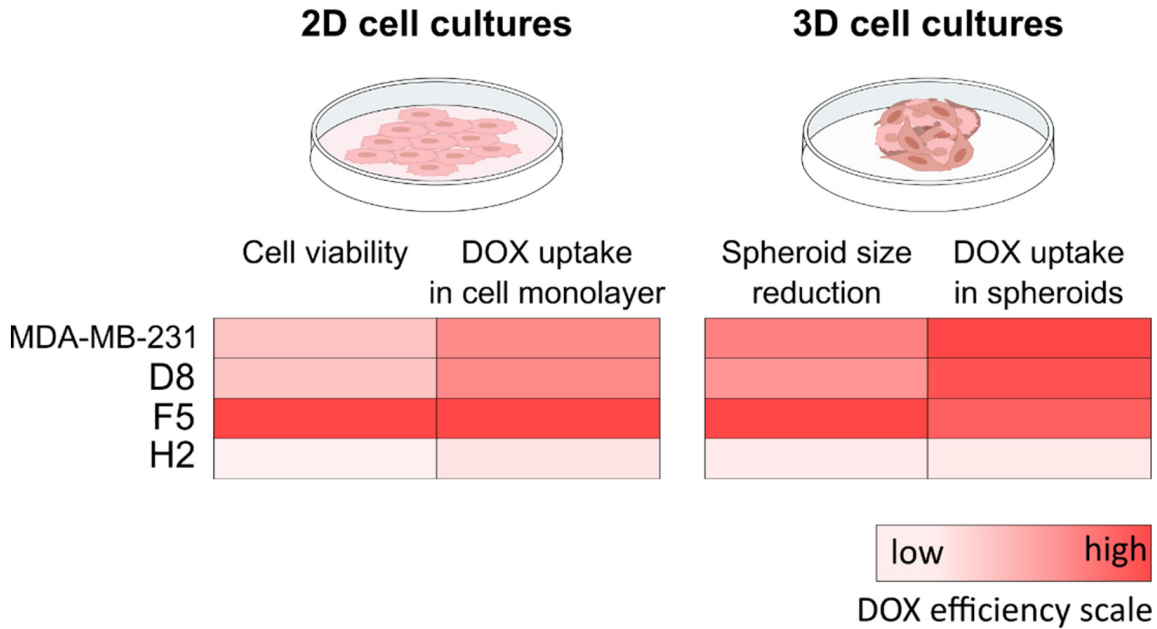 2D cell cultures
3D cell cultures
Cell viability
DOX uptake
in cell monolayer
Spheroid size
reduction
DOX uptake
in spheroids
MDA-MB-231
D8
F5
H2
low
high
DOX efficiency scale